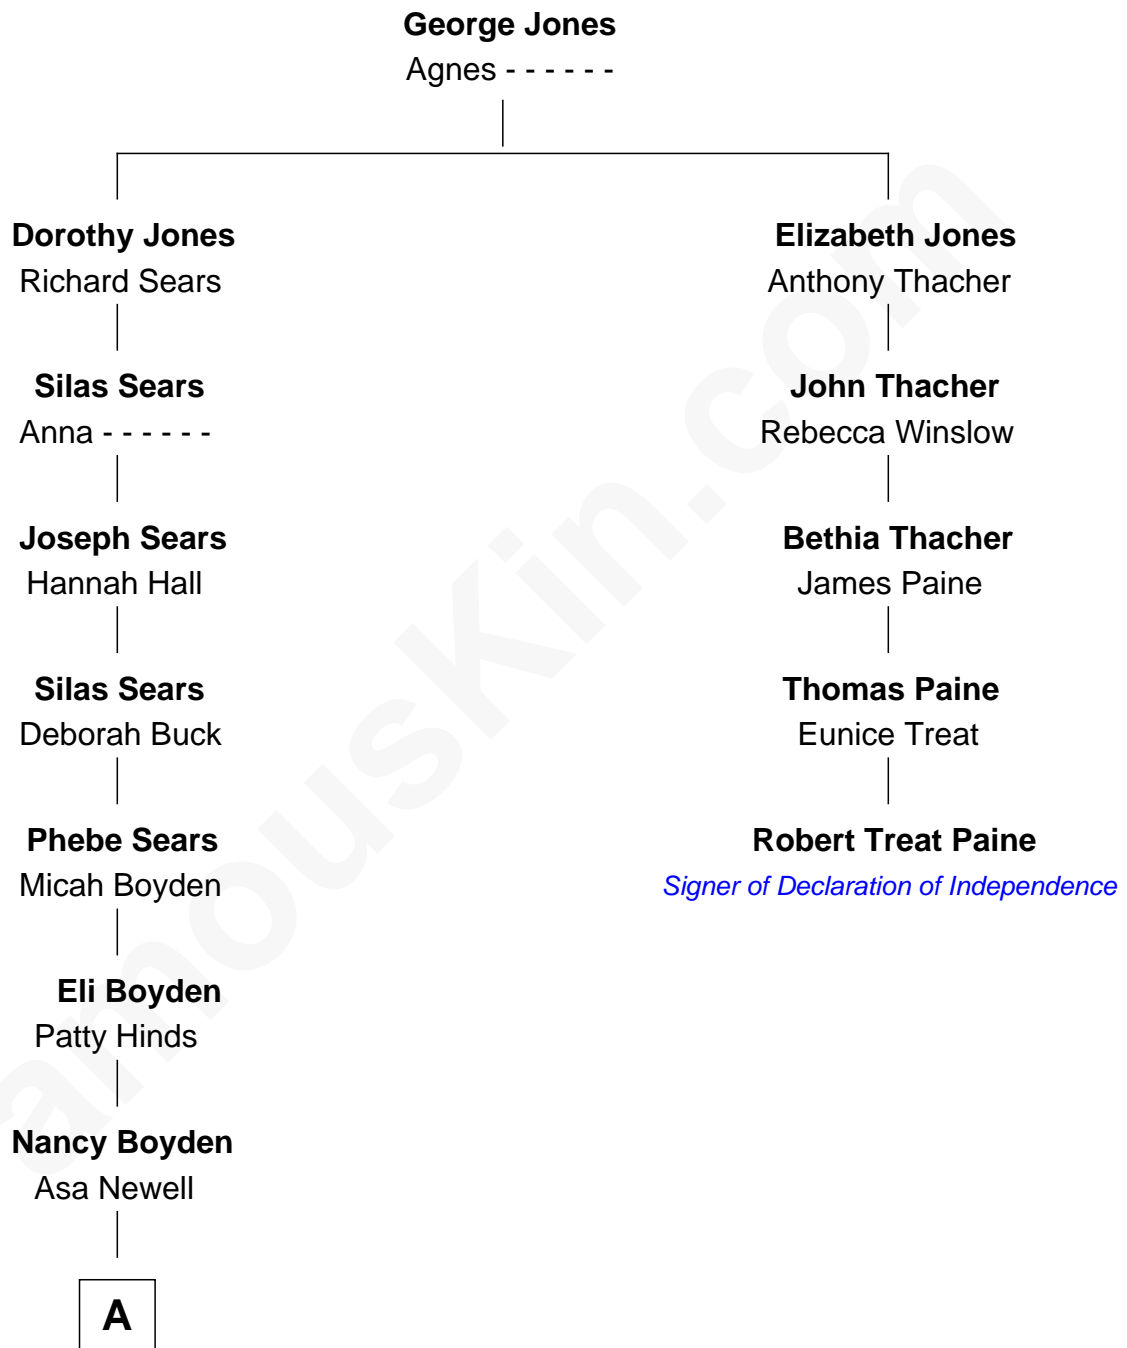 George Jones
Agnes - - - - - -
Dorothy Jones
Richard Sears
Elizabeth Jones
Anthony Thacher
Silas Sears
Anna - - - - - -
John Thacher
Rebecca Winslow
Joseph Sears
Hannah Hall
Bethia Thacher
James Paine
Silas Sears
Deborah Buck
Thomas Paine
Eunice Treat
Phebe Sears
Micah Boyden
Robert Treat Paine
Signer of Declaration of Independence
Eli Boyden
Patty Hinds
Nancy Boyden
Asa Newell
A
amouskin.com